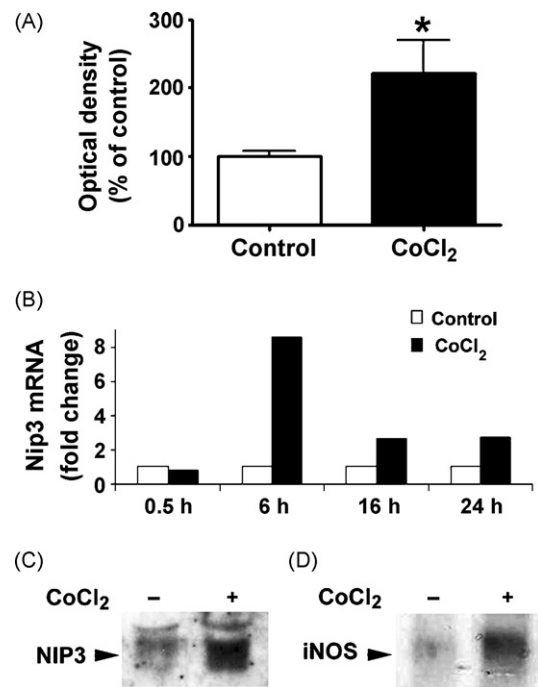 (A)
Optical density
(% of control)
300
200
100
0
*
Control
CoCl₂
(B)
Nip3 mRNA
(fold change)
8
6
4
2
0
Control
CoCl₂
0.5 h
6 h
16 h
24 h
(C)
CoCl₂
–
+
NIP3
(D)
CoCl₂
–
+
iNOS